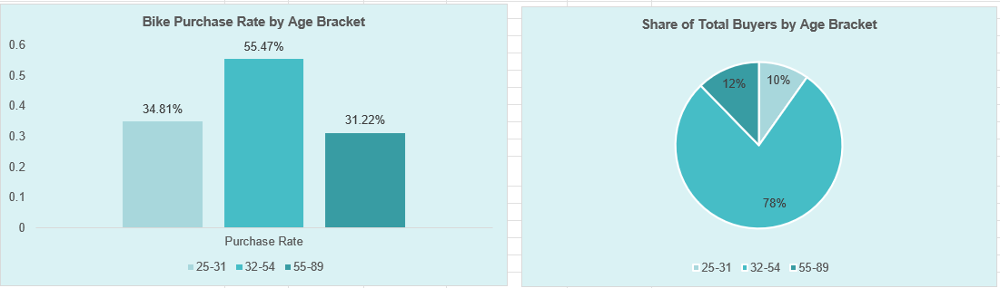 Bike Purchase Rate by Age Bracket
0.6
0.5
0.4
0.3
0.2
0.1
0
34.81%
55.47%
31.22%
Purchase Rate
25-31 32-54 55-89
Share of Total Buyers by Age Bracket
12% 10%
78%
25-31 32-54 55-89